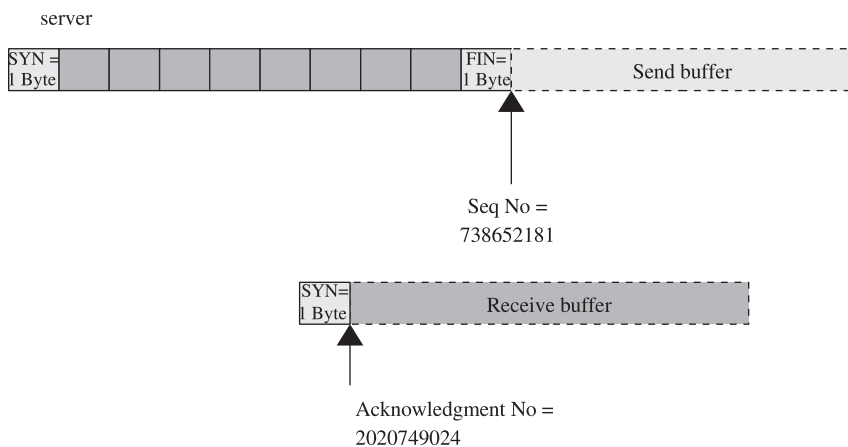 server
SYN =
1 Byte
FIN=
1 Byte
Send buffer
Seq No =
738652181
SYN=
1 Byte
Receive buffer
Acknowledgment No =
2020749024